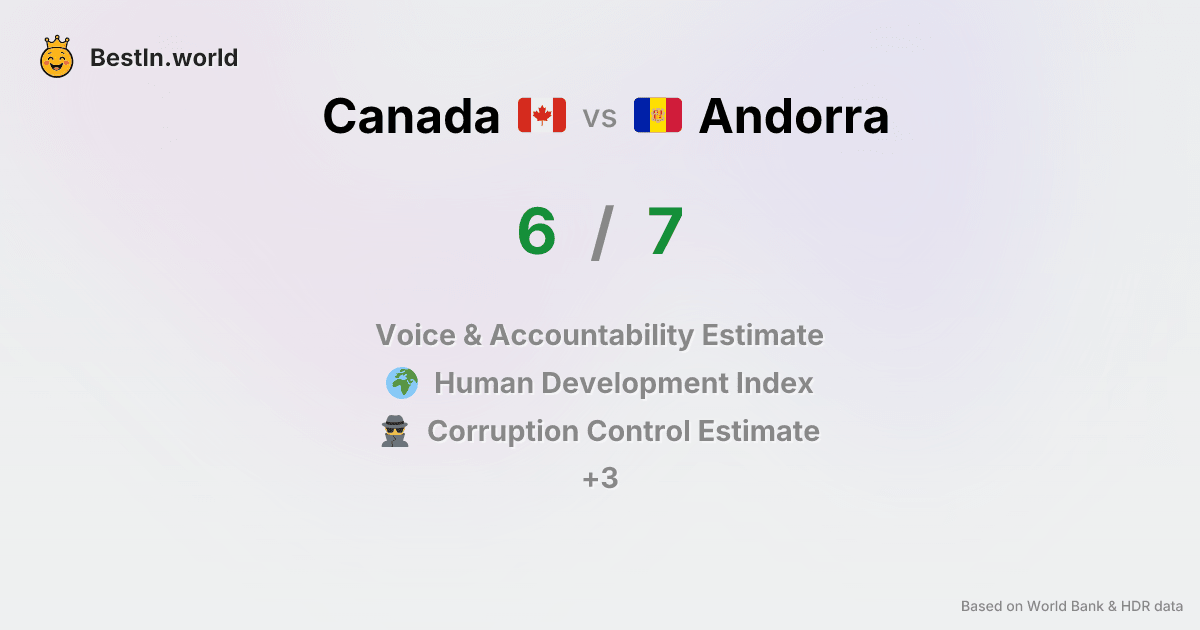 BestIn.world
Canada vs Andorra
6 / 7
Voice & Accountability Estimate
Human Development Index
Corruption Control Estimate
+3
Based on World Bank & HDR data